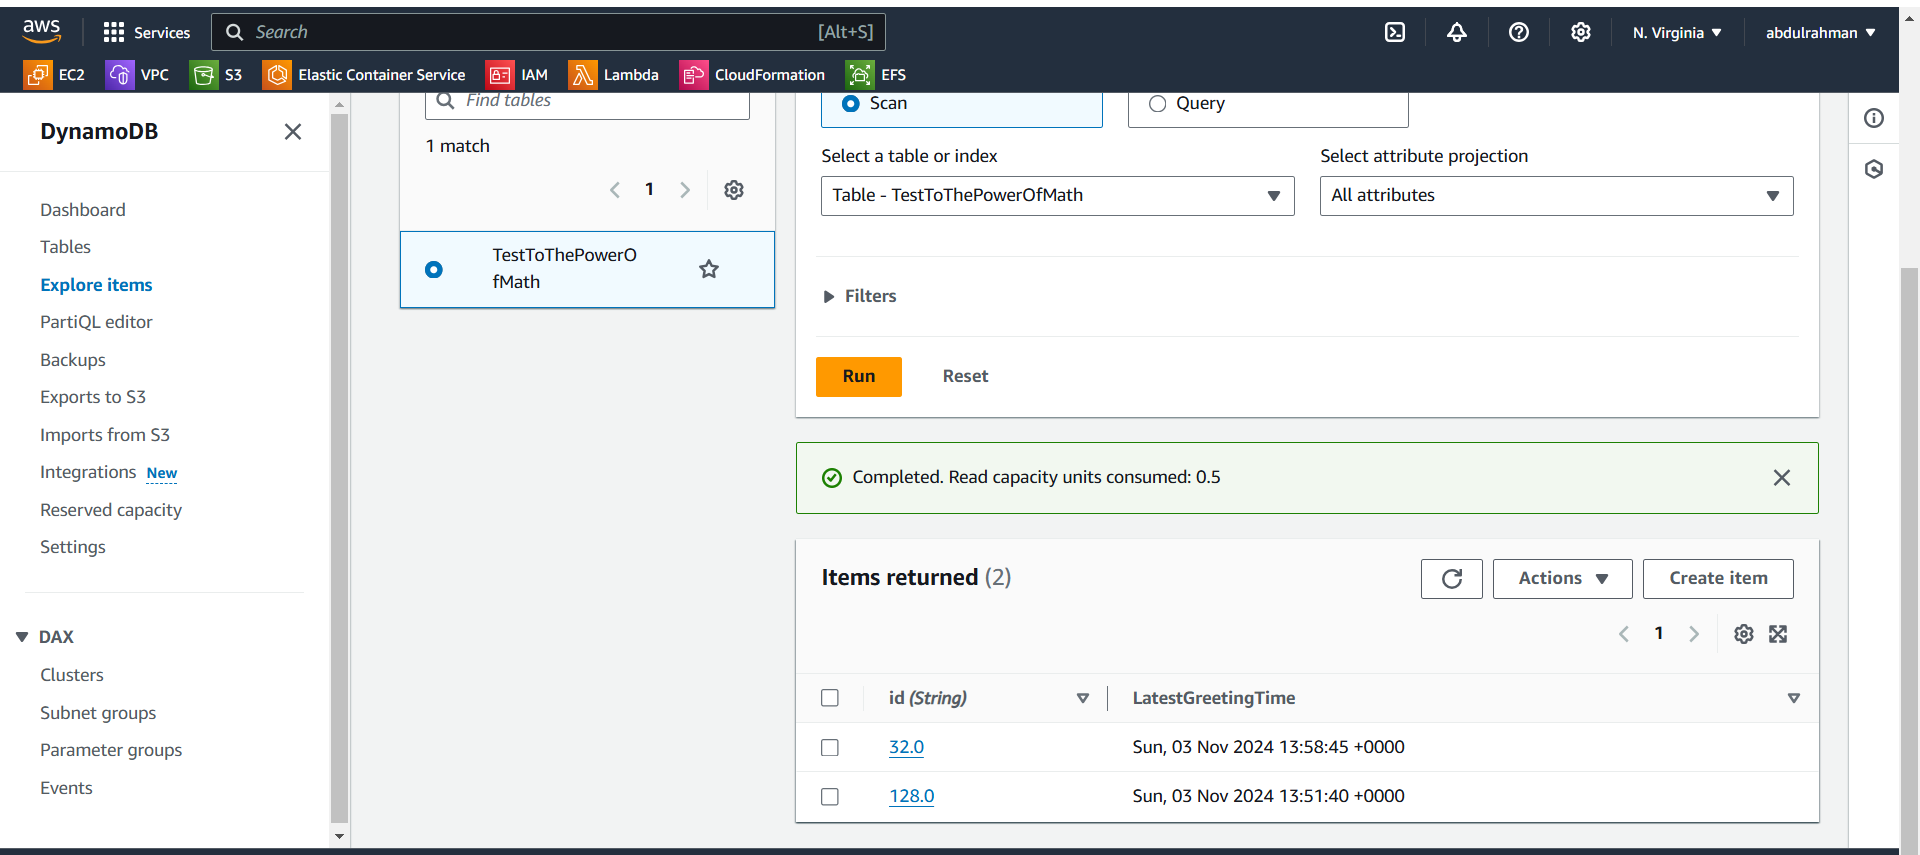 aws
Services
Search
[Alt+S]
N. Virginia
abdulrahman
EC2
VPC
S3
Elastic Container Service
IAM
Lambda
CloudFormation
EFS
DynamoDB
Dashboard
Tables
Explore items
PartiQL editor
Backups
Exports to S3
Imports from S3
Integrations New
Reserved capacity
Settings
DAX
Clusters
Subnet groups
Parameter groups
Events
Find tables
1 match
1
TestToThePowerO
fMath
Scan
Query
Select a table or index
Select attribute projection
Table - TestToThePowerOfMath
All attributes
Filters
Run
Reset
Completed. Read capacity units consumed: 0.5
Items returned (2)
Actions
Create item
1
id (String)
LatestGreetingTime
32.0
Sun, 03 Nov 2024 13:58:45 +0000
128.0
Sun, 03 Nov 2024 13:51:40 +0000